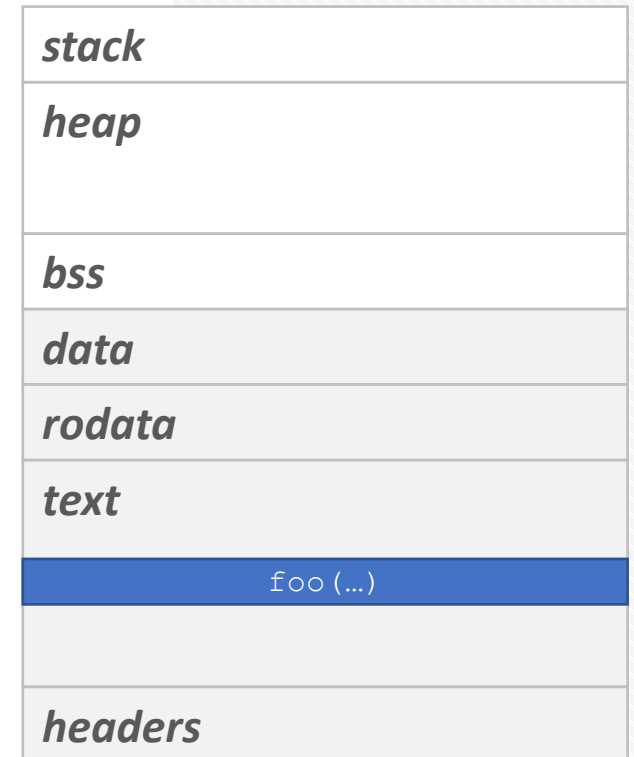 stack
heap
bss
data
rodata
text
foo(…)
headers